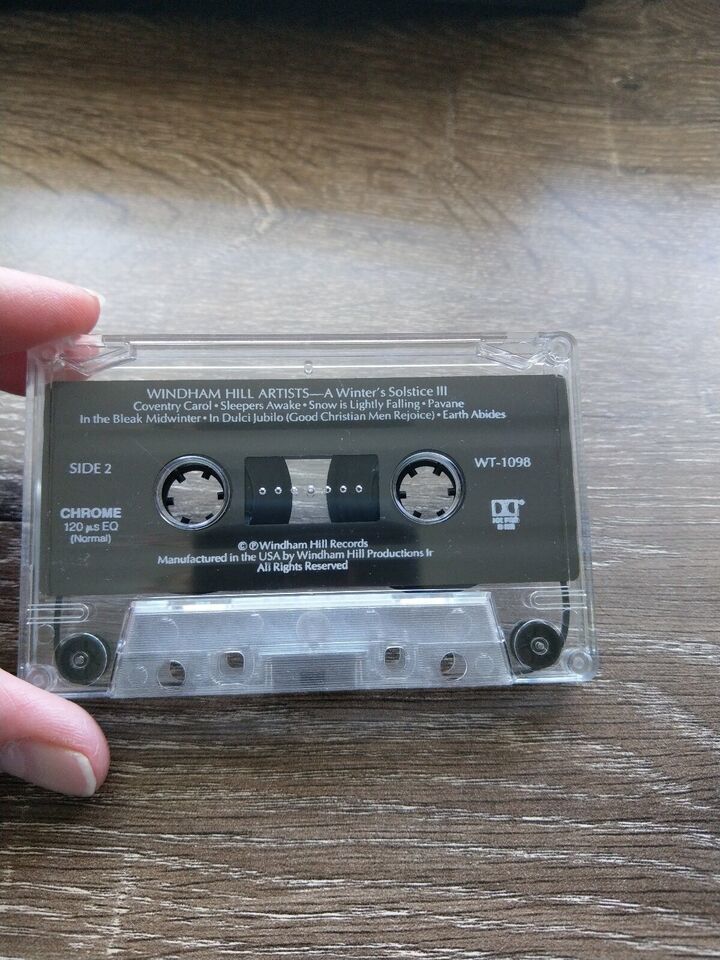 WINDHAM HILL ARTISTS—A Winter's Solstice III
Coventry Carol • Sleepers Awake • Snow is Lightly Falling • Pavane
In the Bleak Midwinter • In Dulci Jubilo (Good Christian Men Rejoice) • Earth Abides
SIDE 2
WT-1098
CHROME
120 µs EQ
(Normal)
© ℗ Windham Hill Records
Manufactured in the USA by Windham Hill Productions Ir
All Rights Reserved